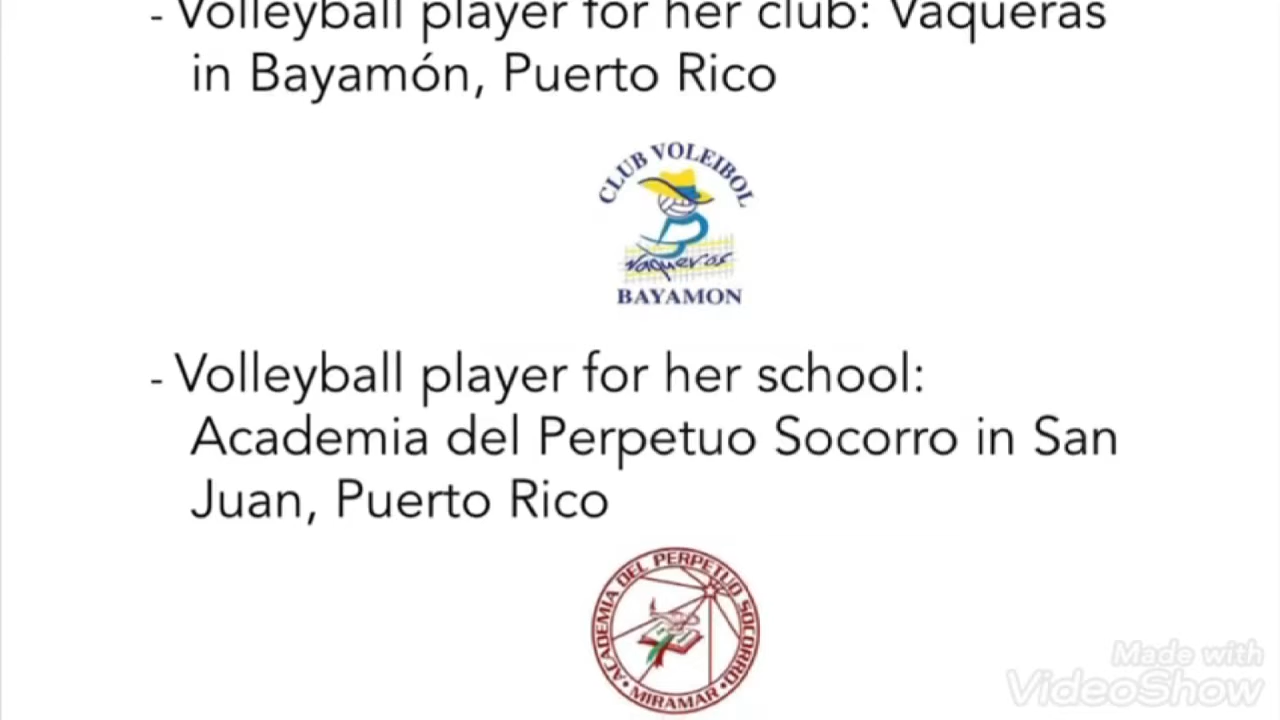 - Volleyball player for her club: Vaqueras
in Bayamón, Puerto Rico
CLUB VOLEIBOL
Vaqueros
BAYAMON
- Volleyball player for her school:
Academia del Perpetuo Socorro in San
Juan, Puerto Rico
ACADEMIA DEL PERPETUO SOCORRO
• MIRAMAR •
Made with
VideoShow